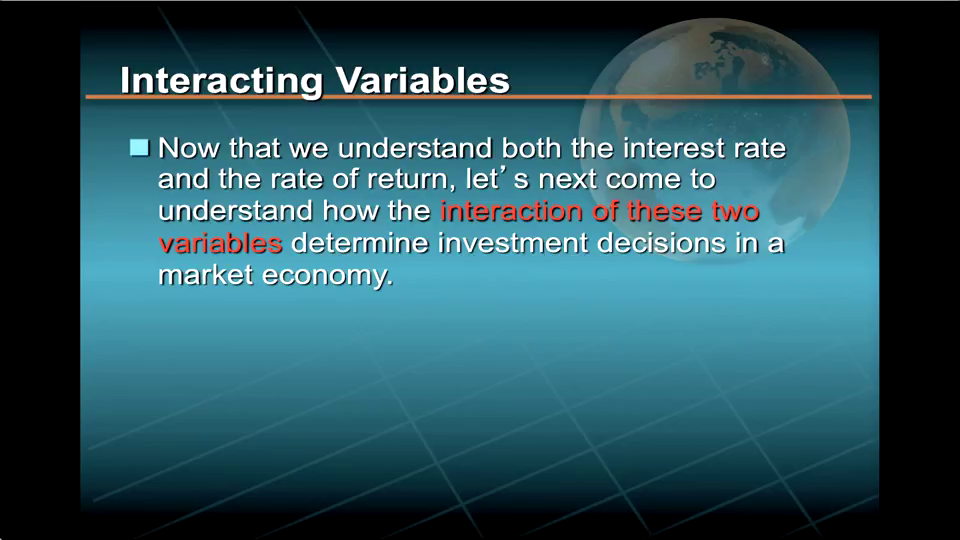 Interacting Variables
Now that we understand both the interest rate
and the rate of return, let’s next come to
understand how the interaction of these two
variables determine investment decisions in a
market economy.